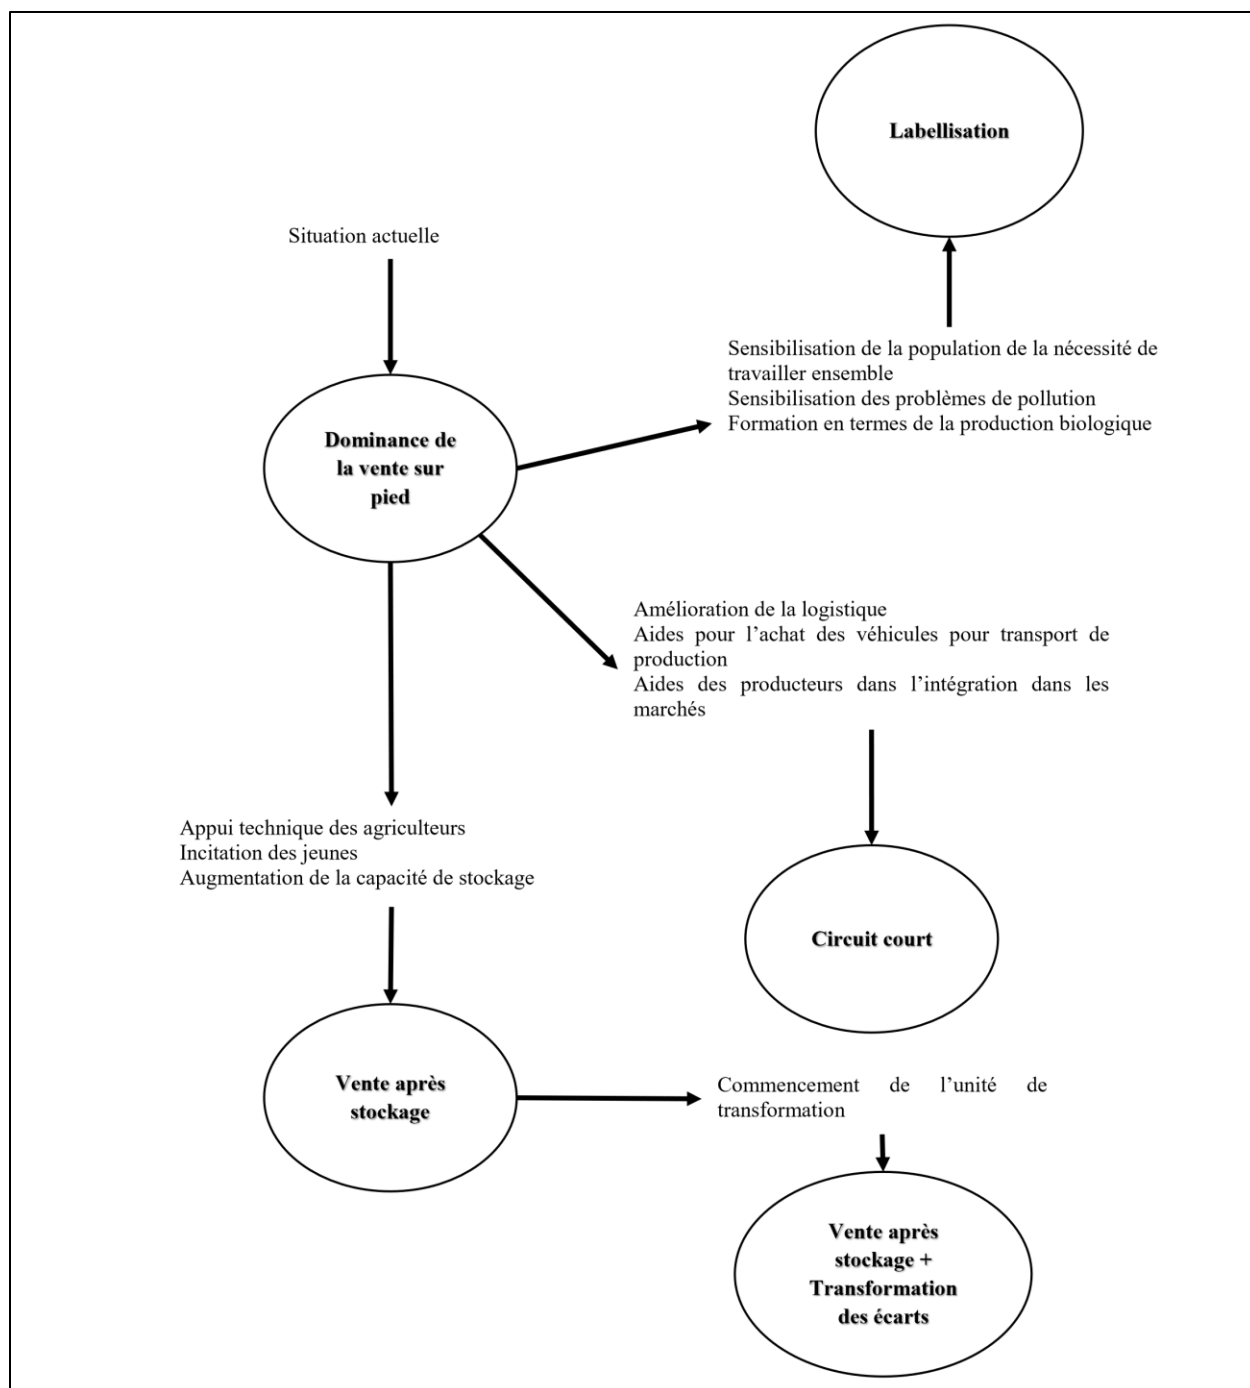 Labellisation
Situation actuelle
Sensibilisation de la population de la nécessité de
travailler ensemble
Sensibilisation des problèmes de pollution
Formation en termes de la production biologique
Dominance de
la vente sur
pied
Amélioration de la logistique
Aides pour l’achat des véhicules pour transport de
production
Aides des producteurs dans l’intégration dans les
marchés
Appui technique des agriculteurs
Incitation des jeunes
Augmentation de la capacité de stockage
Circuit court
Vente après
stockage
Commencement de l’unité de
transformation
Vente après
stockage +
Transformation
des écarts